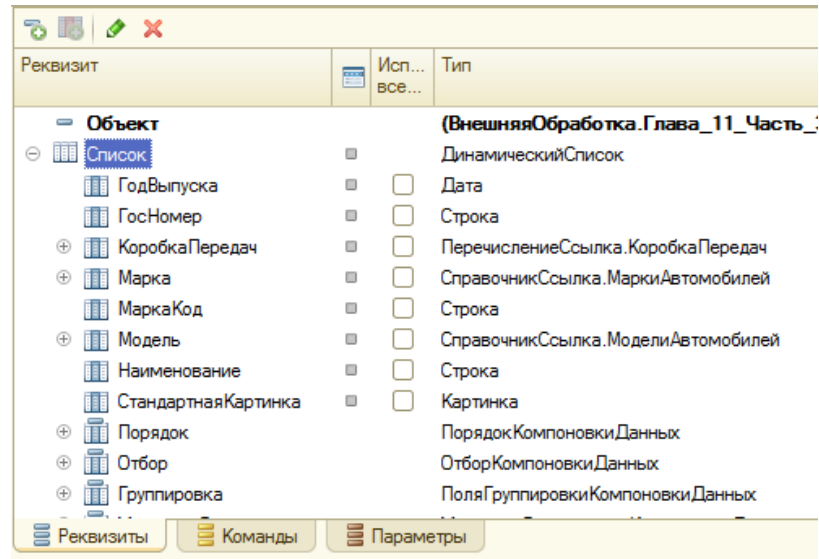 Реквизит Исп... Тип
все...
Объект (ВнешняяОбработка.Глава_11_Часть_
Список ДинамическийСписок
ГодВыпуска Дата
ГосНомер Строка
КоробкаПередач ПеречислениеСсылка.КоробкаПередач
Марка СправочникСсылка.МаркиАвтомобилей
МаркаКод Строка
Модель СправочникСсылка.МоделиАвтомобилей
Наименование Строка
СтандартнаяКартинка Картинка
Порядок ПорядокКомпоновкиДанных
Отбор ОтборКомпоновкиДанных
Группировка ПоляГруппировкиКомпоновкиДанных
Реквизиты Команды Параметры